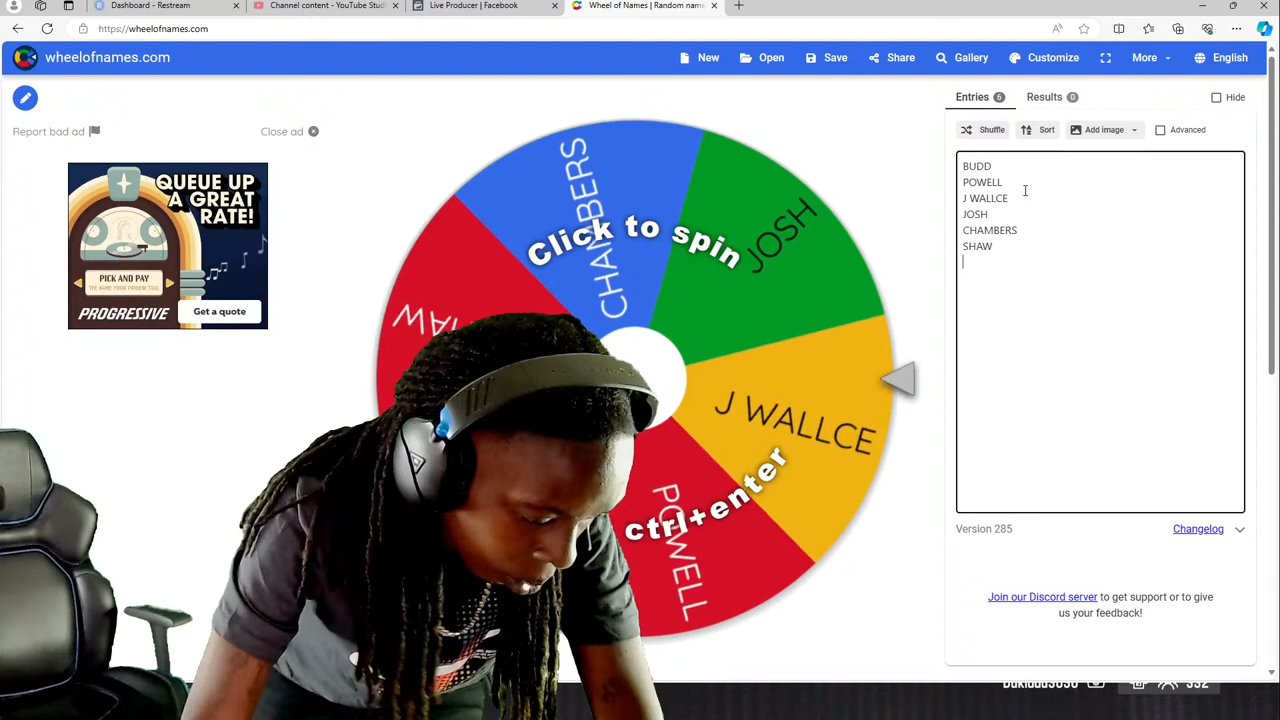 Dashboard - Restream
Channel content - YouTube Studi
Live Producer | Facebook
Wheel of Names | Random name
https://wheelofnames.com
wheelofnames.com
New
Open
Save
Share
Gallery
Customize
More
English
Report bad ad
Close ad
QUEUE UP
A GREAT
RATE!
PICK AND PAY
PROGRESSIVE
Get a quote
CHAMBERS
JOSH
J WALLCE
POWELL
Click to spin
ctrl+enter
Entries 6
Results 0
Hide
Shuffle
Sort
Add image
Advanced
BUDD
POWELL
J WALLCE
JOSH
CHAMBERS
SHAW
Version 285
Changelog
Join our Discord server to get support or to give
us your feedback!